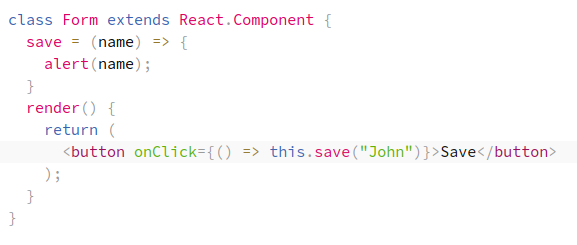 class Form extends React.Component {
  save = (name) => {
    alert(name);
  }
  render() {
    return (
      <button onClick={() => this.save("John")}>Save</button>
    );
  }
}